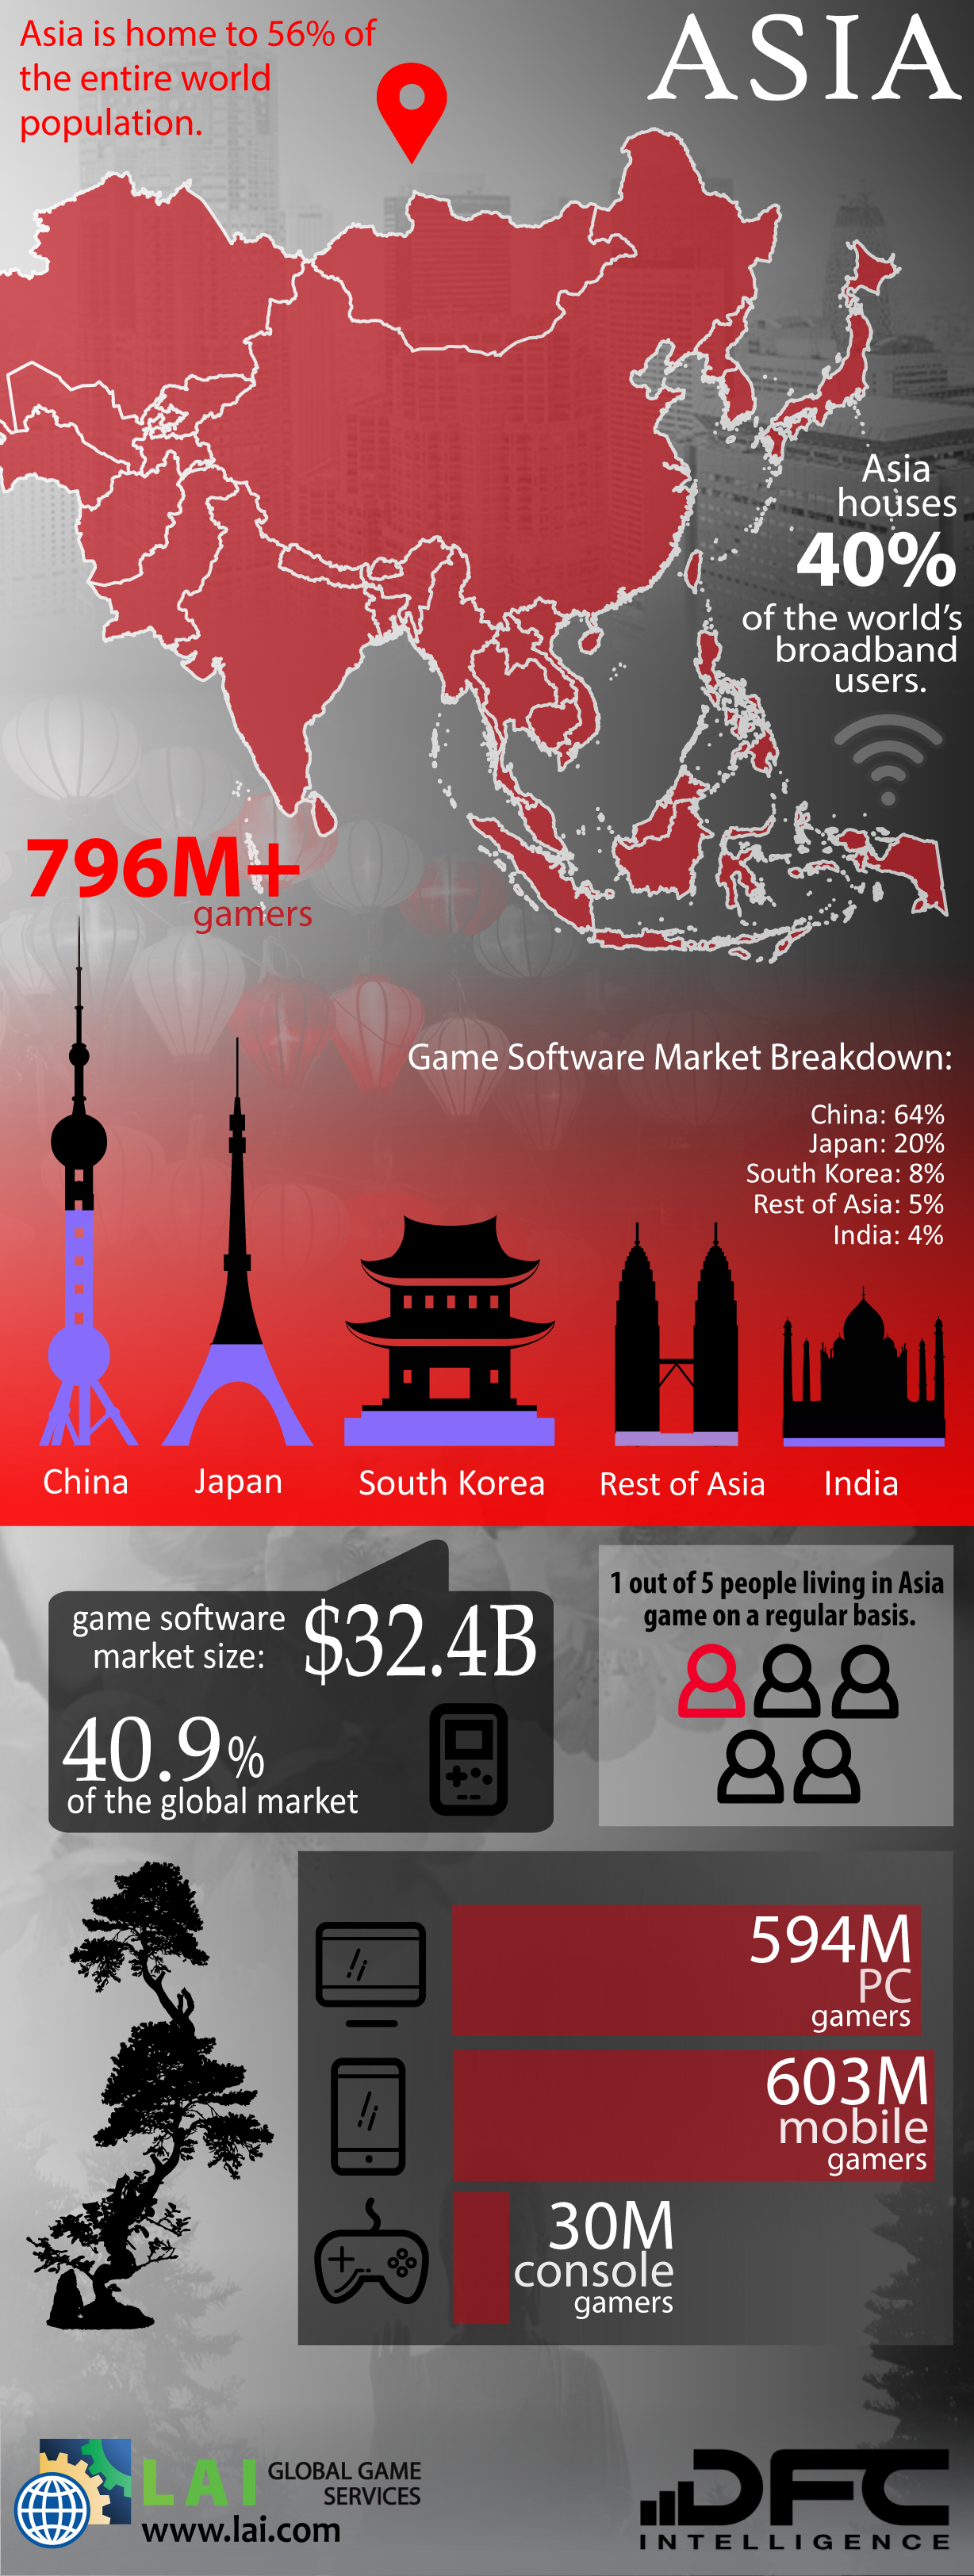 Asia is home to 56% of
the entire world
population.
ASIA
Asia
houses
40%
of the world's
broadband
users.
796M+
gamers
Game Software Market Breakdown:
China: 64%
Japan: 20%
South Korea: 8%
Rest of Asia: 5%
India: 4%
China
Japan
South Korea
Rest of Asia
India
game software
market size:
$32.4B
40.9%
of the global market
1 out of 5 people living in Asia
game on a regular basis.
594M
PC
gamers
603M
mobile
gamers
30M
console
gamers
LAI
GLOBAL GAME
SERVICES
www.lai.com
DFC
INTELLIGENCE